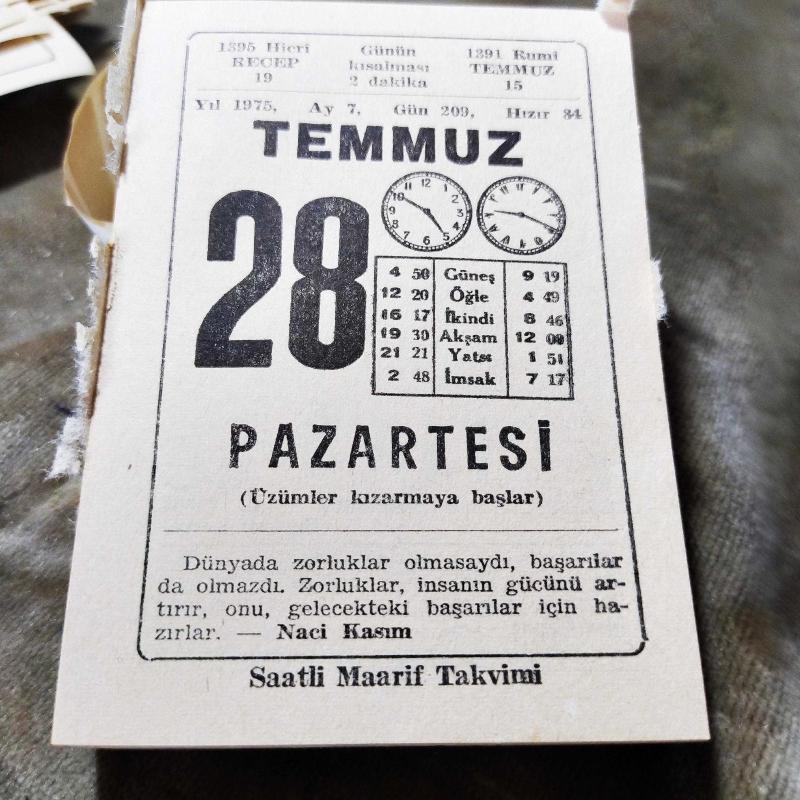 1395 Hicri Günün 1391 Rumi
RECEP kısalması TEMMUZ
19 2 dakika 15
Yıl 1975, Ay 7, Gün 209, Hızır 84
TEMMUZ
28
4 50 Güneş 9 19
12 20 Öğle 4 49
16 17 İkindi 8 46
19 30 Akşam 12 00
21 21 Yatsı 1 51
2 48 İmsak 7 17
PAZARTESİ
(Üzümler kızarmaya başlar)
Dünyada zorluklar olmasaydı, başarılar
da olmazdı. Zorluklar, insanın gücünü ar-
tırır, onu, gelecekteki başarılar için ha-
zırlar. — Naci Kasım
Saatli Maarif Takvimi